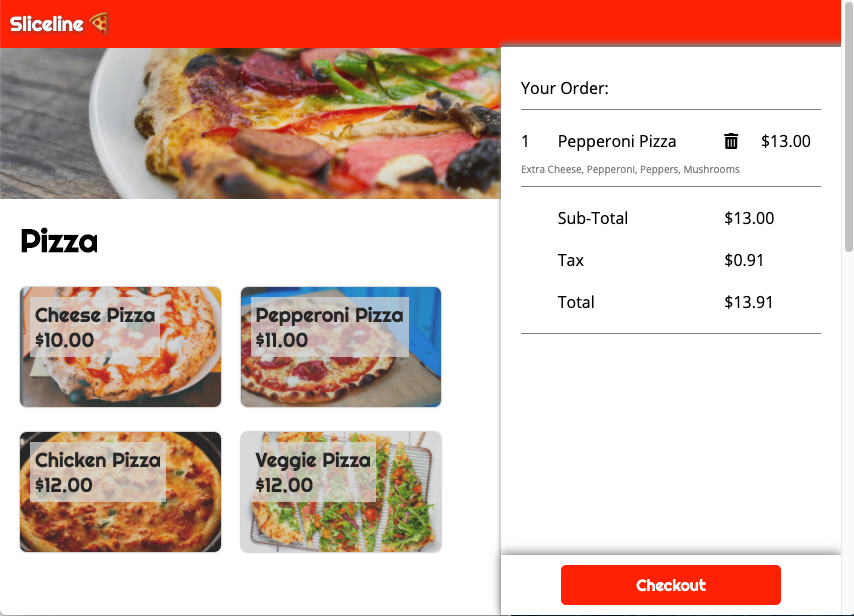 Sliceline
Your Order:
1 Pepperoni Pizza $13.00
Extra Cheese, Pepperoni, Peppers, Mushrooms
Sub-Total $13.00
Tax $0.91
Total $13.91
Checkout
Pizza
Cheese Pizza
$10.00
Pepperoni Pizza
$11.00
Chicken Pizza
$12.00
Veggie Pizza
$12.00